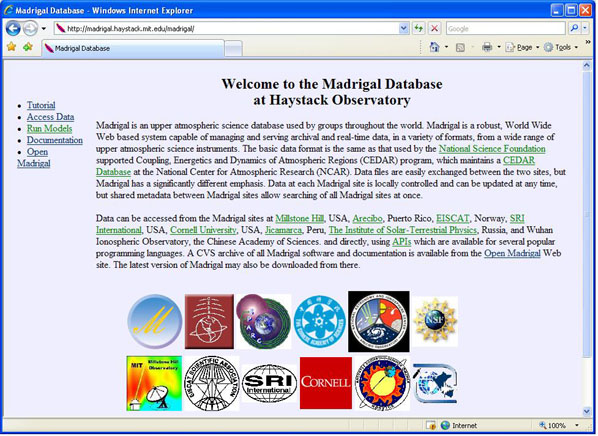 Madrigal Database - Windows Internet Explorer
http://madrigal.haystack.mit.edu/madrigal/
Google
Madrigal Database
Page
Tools
Welcome to the Madrigal Database
at Haystack Observatory
Tutorial
Access Data
Run Models
Documentation
Open
Madrigal
Madrigal is an upper atmospheric science database used by groups throughout the world. Madrigal is a robust, World Wide
Web based system capable of managing and serving archival and real-time data, in a variety of formats, from a wide range of
upper atmospheric science instruments. The basic data format is the same as that used by the National Science Foundation
supported Coupling, Energetics and Dynamics of Atmospheric Regions (CEDAR) program, which maintains a CEDAR
Database at the National Center for Atmospheric Research (NCAR). Data files are easily exchanged between the two sites, but
Madrigal has a significantly different emphasis. Data at each Madrigal site is locally controlled and can be updated at any time,
but shared metadata between Madrigal sites allow searching of all Madrigal sites at once.
Data can be accessed from the Madrigal sites at Millstone Hill, USA, Arecibo, Puerto Rico, EISCAT, Norway, SRI
International, USA, Cornell University, USA, Jicamarca, Peru, The Institute of Solar-Terrestrial Physics, Russia, and Wuhan
Ionospheric Observatory, the Chinese Academy of Sciences. and directly, using APIs which are available for several popular
programming languages. A CVS archive of all Madrigal software and documentation is available from the Open Madrigal Web
site. The latest version of Madrigal may also be downloaded from there.
M
NSF
MIT Millstone Hill
Observatory
EISCAT SCIENTIFIC ASSOCIATION
SRI
International
CORNELL
Internet
100%